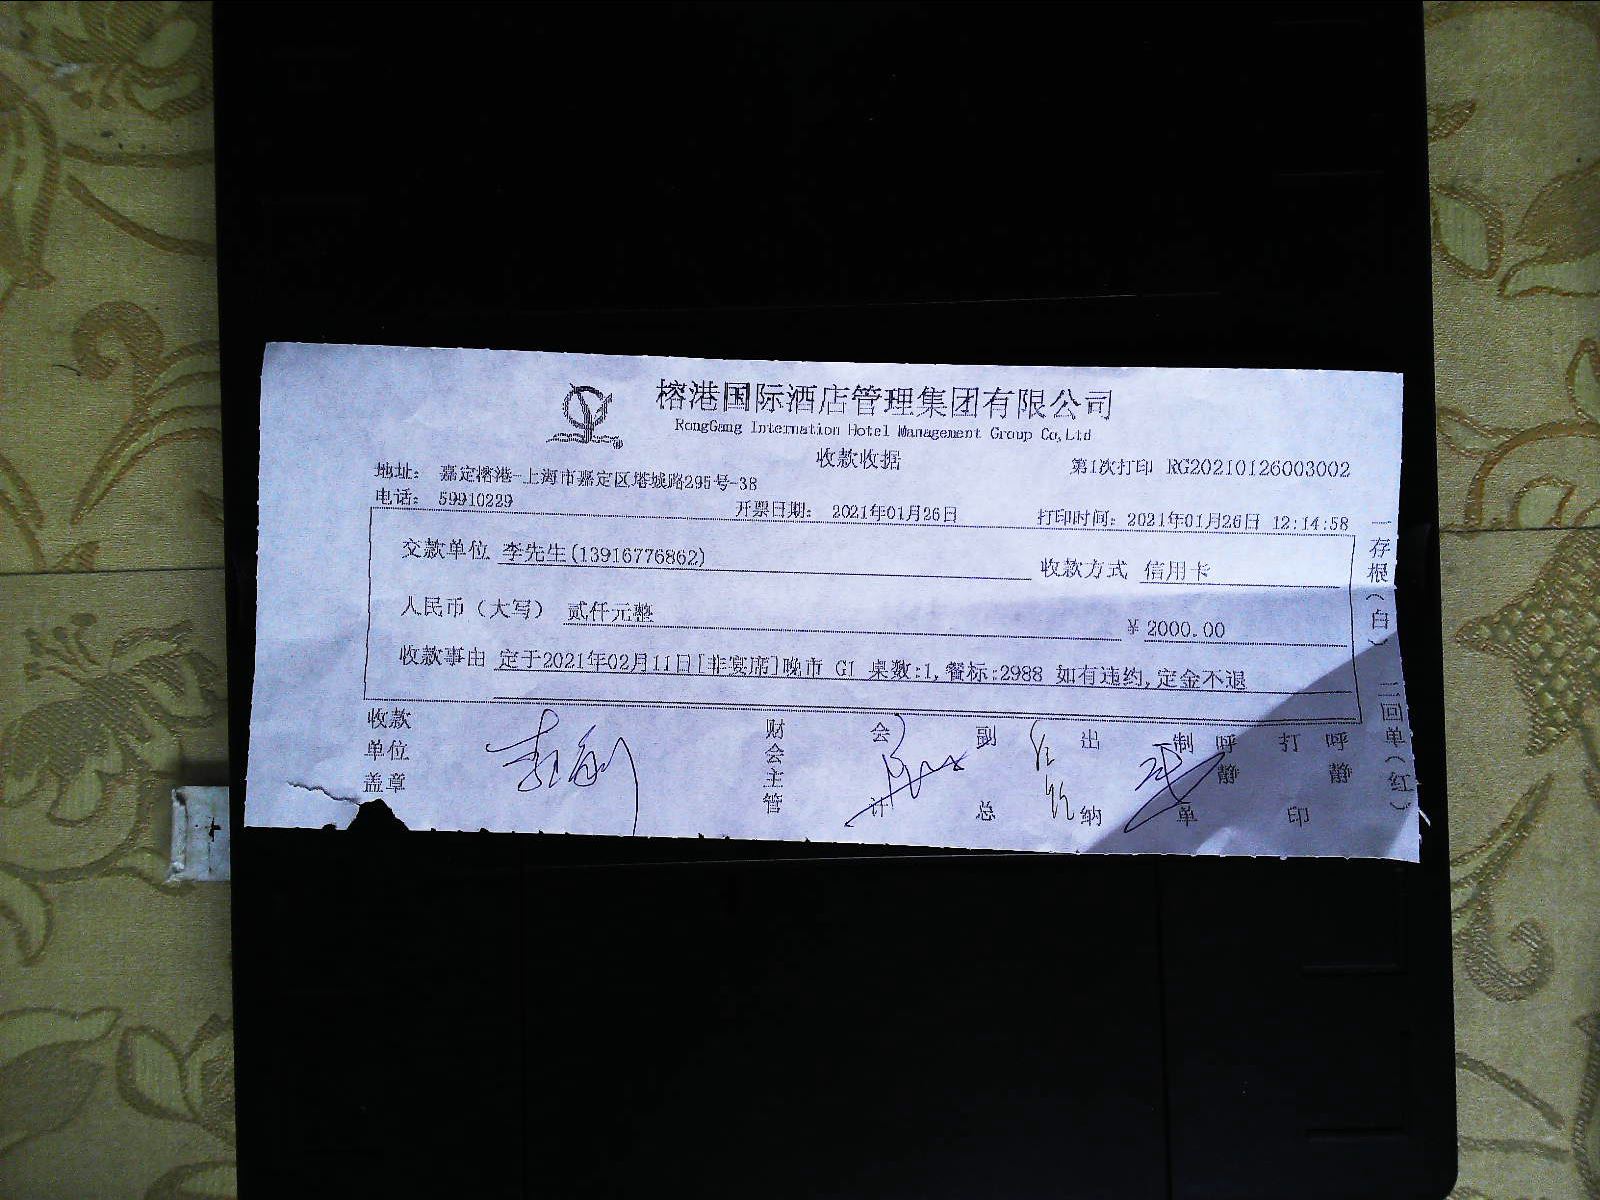 榕港国际酒店管理集团有限公司
RongGang Internation Hotel Management Group Co,Ltd
收款收据
第1次打印 RG20210126003002
地址: 嘉定榕港-上海市嘉定区塔城路295号-38
电话: 59910229
开票日期: 2021年01月26日
打印时间: 2021年01月26日 12:14:58
交款单位 李先生(13916776862)
收款方式 信用卡
人民币(大写) 贰仟元整
¥ 2000.00
收款事由 定于2021年02月11日[非宴席]晚市 G1 桌数:1,餐标:2988 如有违约,定金不退
收款单位盖章
财会主管
会计
副总
出纳
制单
呼静
打印
呼静
一存根(白)
二回单(红)